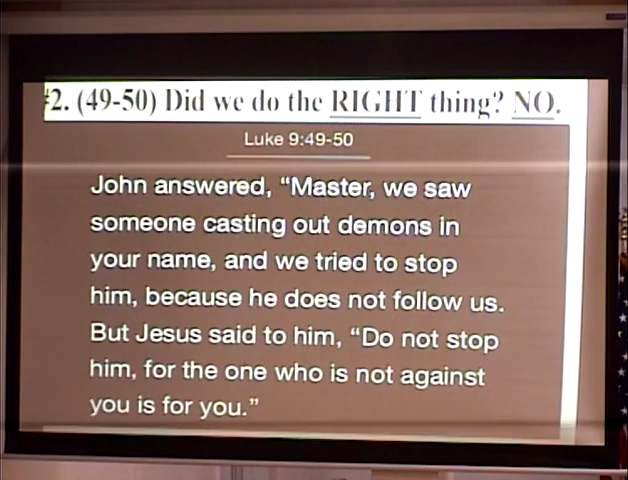 #2. (49-50) Did we do the RIGHT thing? NO.
Luke 9:49-50
John answered, “Master, we saw
someone casting out demons in
your name, and we tried to stop
him, because he does not follow us.
But Jesus said to him, “Do not stop
him, for the one who is not against
you is for you.”